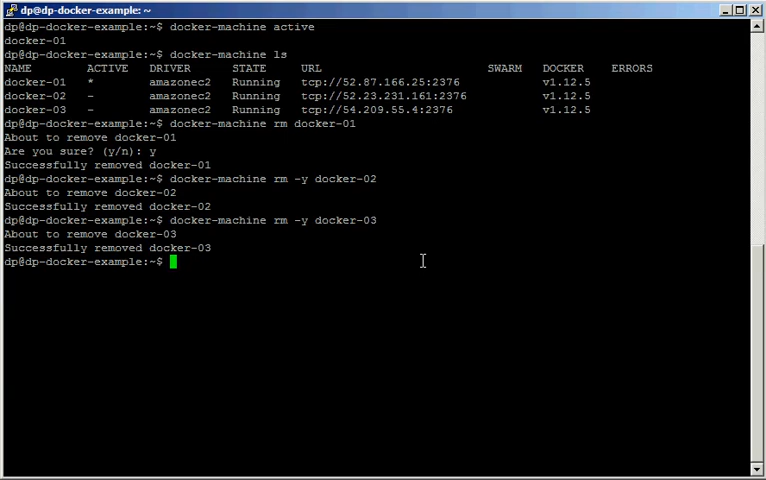 dp@dp-docker-example: ~
dp@dp-docker-example:~$ docker-machine active
docker-01
dp@dp-docker-example:~$ docker-machine ls
NAME ACTIVE DRIVER STATE URL SWARM DOCKER ERRORS
docker-01 * amazonec2 Running tcp://52.87.166.25:2376 v1.12.5
docker-02 - amazonec2 Running tcp://52.23.231.161:2376 v1.12.5
docker-03 - amazonec2 Running tcp://54.209.55.4:2376 v1.12.5
dp@dp-docker-example:~$ docker-machine rm docker-01
About to remove docker-01
Are you sure? (y/n): y
Successfully removed docker-01
dp@dp-docker-example:~$ docker-machine rm -y docker-02
About to remove docker-02
Successfully removed docker-02
dp@dp-docker-example:~$ docker-machine rm -y docker-03
About to remove docker-03
Successfully removed docker-03
dp@dp-docker-example:~$